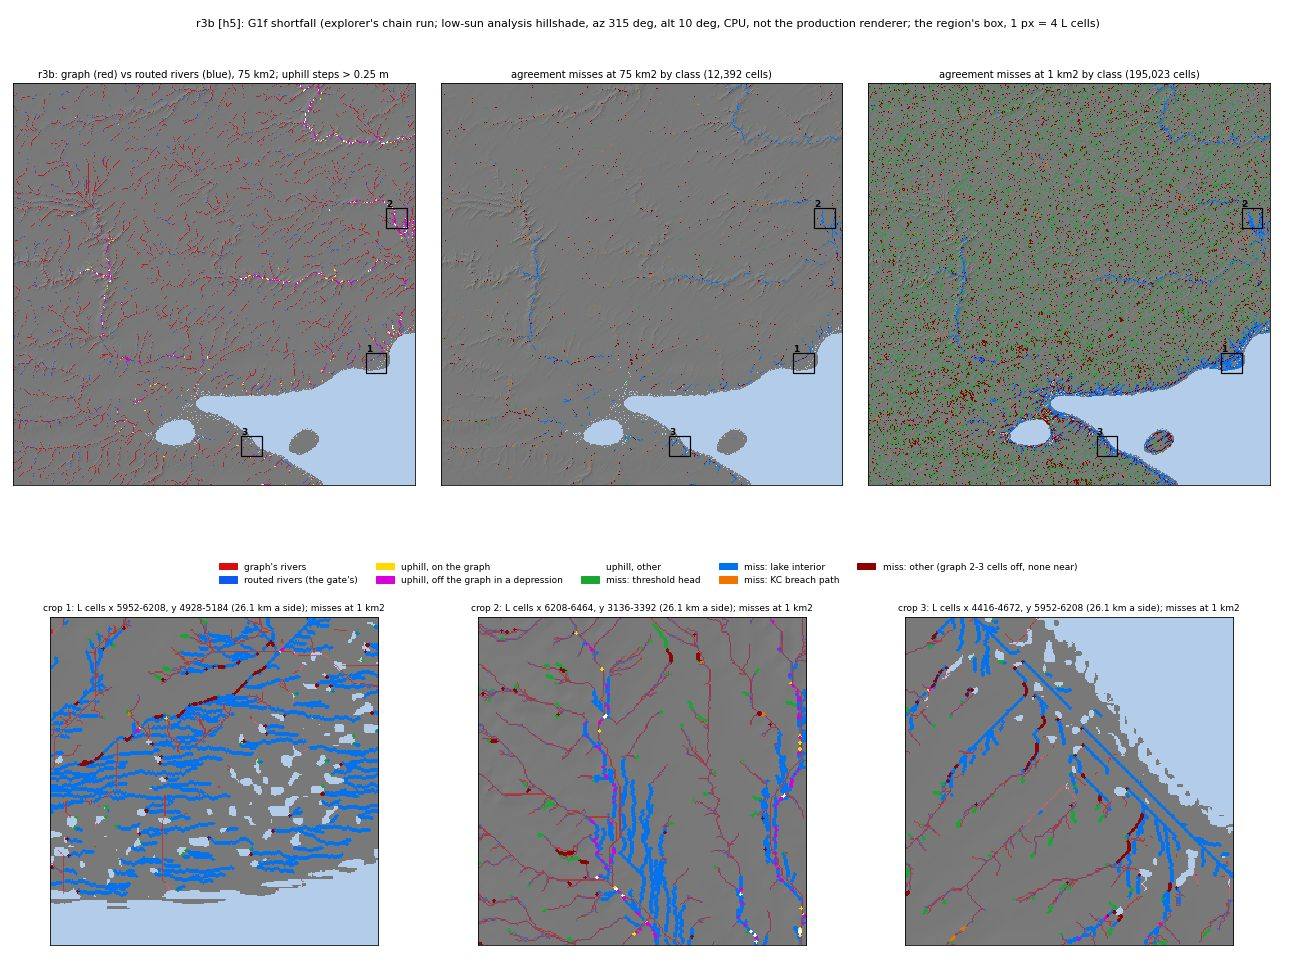 r3b [h5]: G1f shortfall (explorer's chain run; low-sun analysis hillshade, az 315 deg, alt 10 deg, CPU, not the production renderer; the region's box, 1 px = 4 L cells)
r3b: graph (red) vs routed rivers (blue), 75 km2; uphill steps > 0.25 m
agreement misses at 75 km2 by class (12,392 cells)
agreement misses at 1 km2 by class (195,023 cells)
2
2
2
1
1
1
3
3
3
graph's rivers
uphill, on the graph
uphill, other
miss: lake interior
miss: other (graph 2-3 cells off, none near)
routed rivers (the gate's)
uphill, off the graph in a depression
miss: threshold head
miss: KC breach path
crop 1: L cells x 5952-6208, y 4928-5184 (26.1 km a side); misses at 1 km2
crop 2: L cells x 6208-6464, y 3136-3392 (26.1 km a side); misses at 1 km2
crop 3: L cells x 4416-4672, y 5952-6208 (26.1 km a side); misses at 1 km2